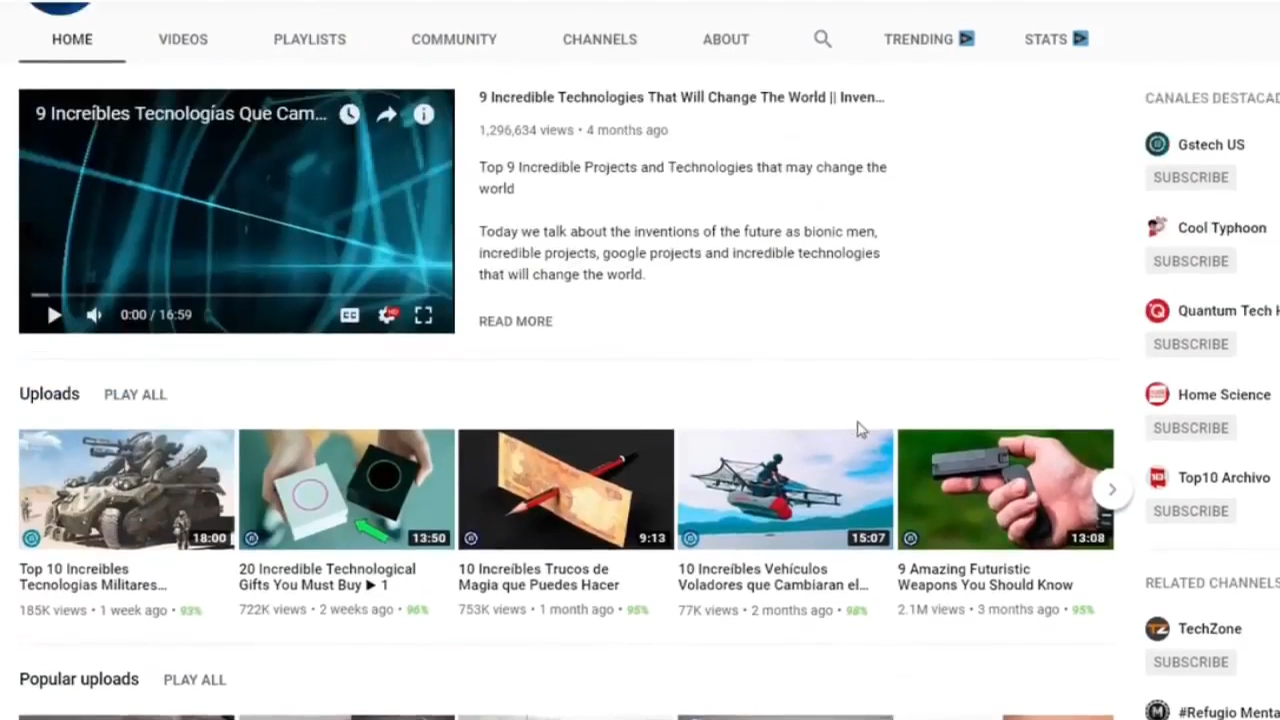 HOME VIDEOS PLAYLISTS COMMUNITY CHANNELS ABOUT TRENDING STATS
9 Increíbles Tecnologías Que Cam...
CC
HD
0:00 / 16:59
9 Incredible Technologies That Will Change The World || Inven...
1,296,634 views • 4 months ago
Top 9 Incredible Projects and Technologies that may change the
world
Today we talk about the inventions of the future as bionic men,
incredible projects, google projects and incredible technologies
that will change the world.
READ MORE
Uploads PLAY ALL
18:00
Top 10 Increibles
Tecnologias Militares...
185K views • 1 week ago • 93%
13:50
20 Incredible Technological
Gifts You Must Buy ▶ 1
722K views • 2 weeks ago • 96%
9:13
10 Increíbles Trucos de
Magia que Puedes Hacer
753K views • 1 month ago • 95%
15:07
10 Increíbles Vehículos
Voladores que Cambiaran el...
77K views • 2 months ago • 98%
13:08
9 Amazing Futuristic
Weapons You Should Know
2.1M views • 3 months ago • 95%
Popular uploads PLAY ALL
CANALES DESTACAD
Gstech US
SUBSCRIBE
Cool Typhoon
SUBSCRIBE
Quantum Tech H
SUBSCRIBE
Home Science
SUBSCRIBE
Top10 Archivo
SUBSCRIBE
RELATED CHANNELS
TZ
TechZone
SUBSCRIBE
#Refugio Menta